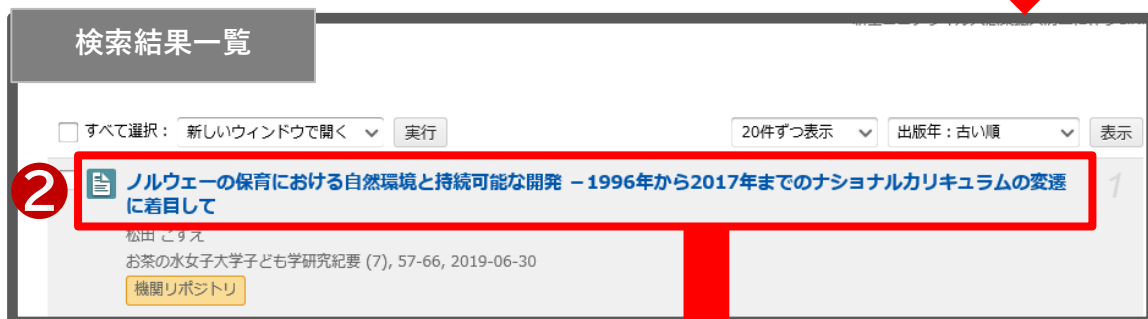 検索結果一覧
すべて選択： 新しいウィンドウで開く 実行 20件ずつ表示 出版年：古い順 表示
2 ノルウェーの保育における自然環境と持続可能な開発 －1996年から2017年までのナショナルカリキュラムの変遷 1
に着目して
松田 こずえ
お茶の水女子大学子ども学研究紀要 (7), 57-66, 2019-06-30
機関リポジトリ